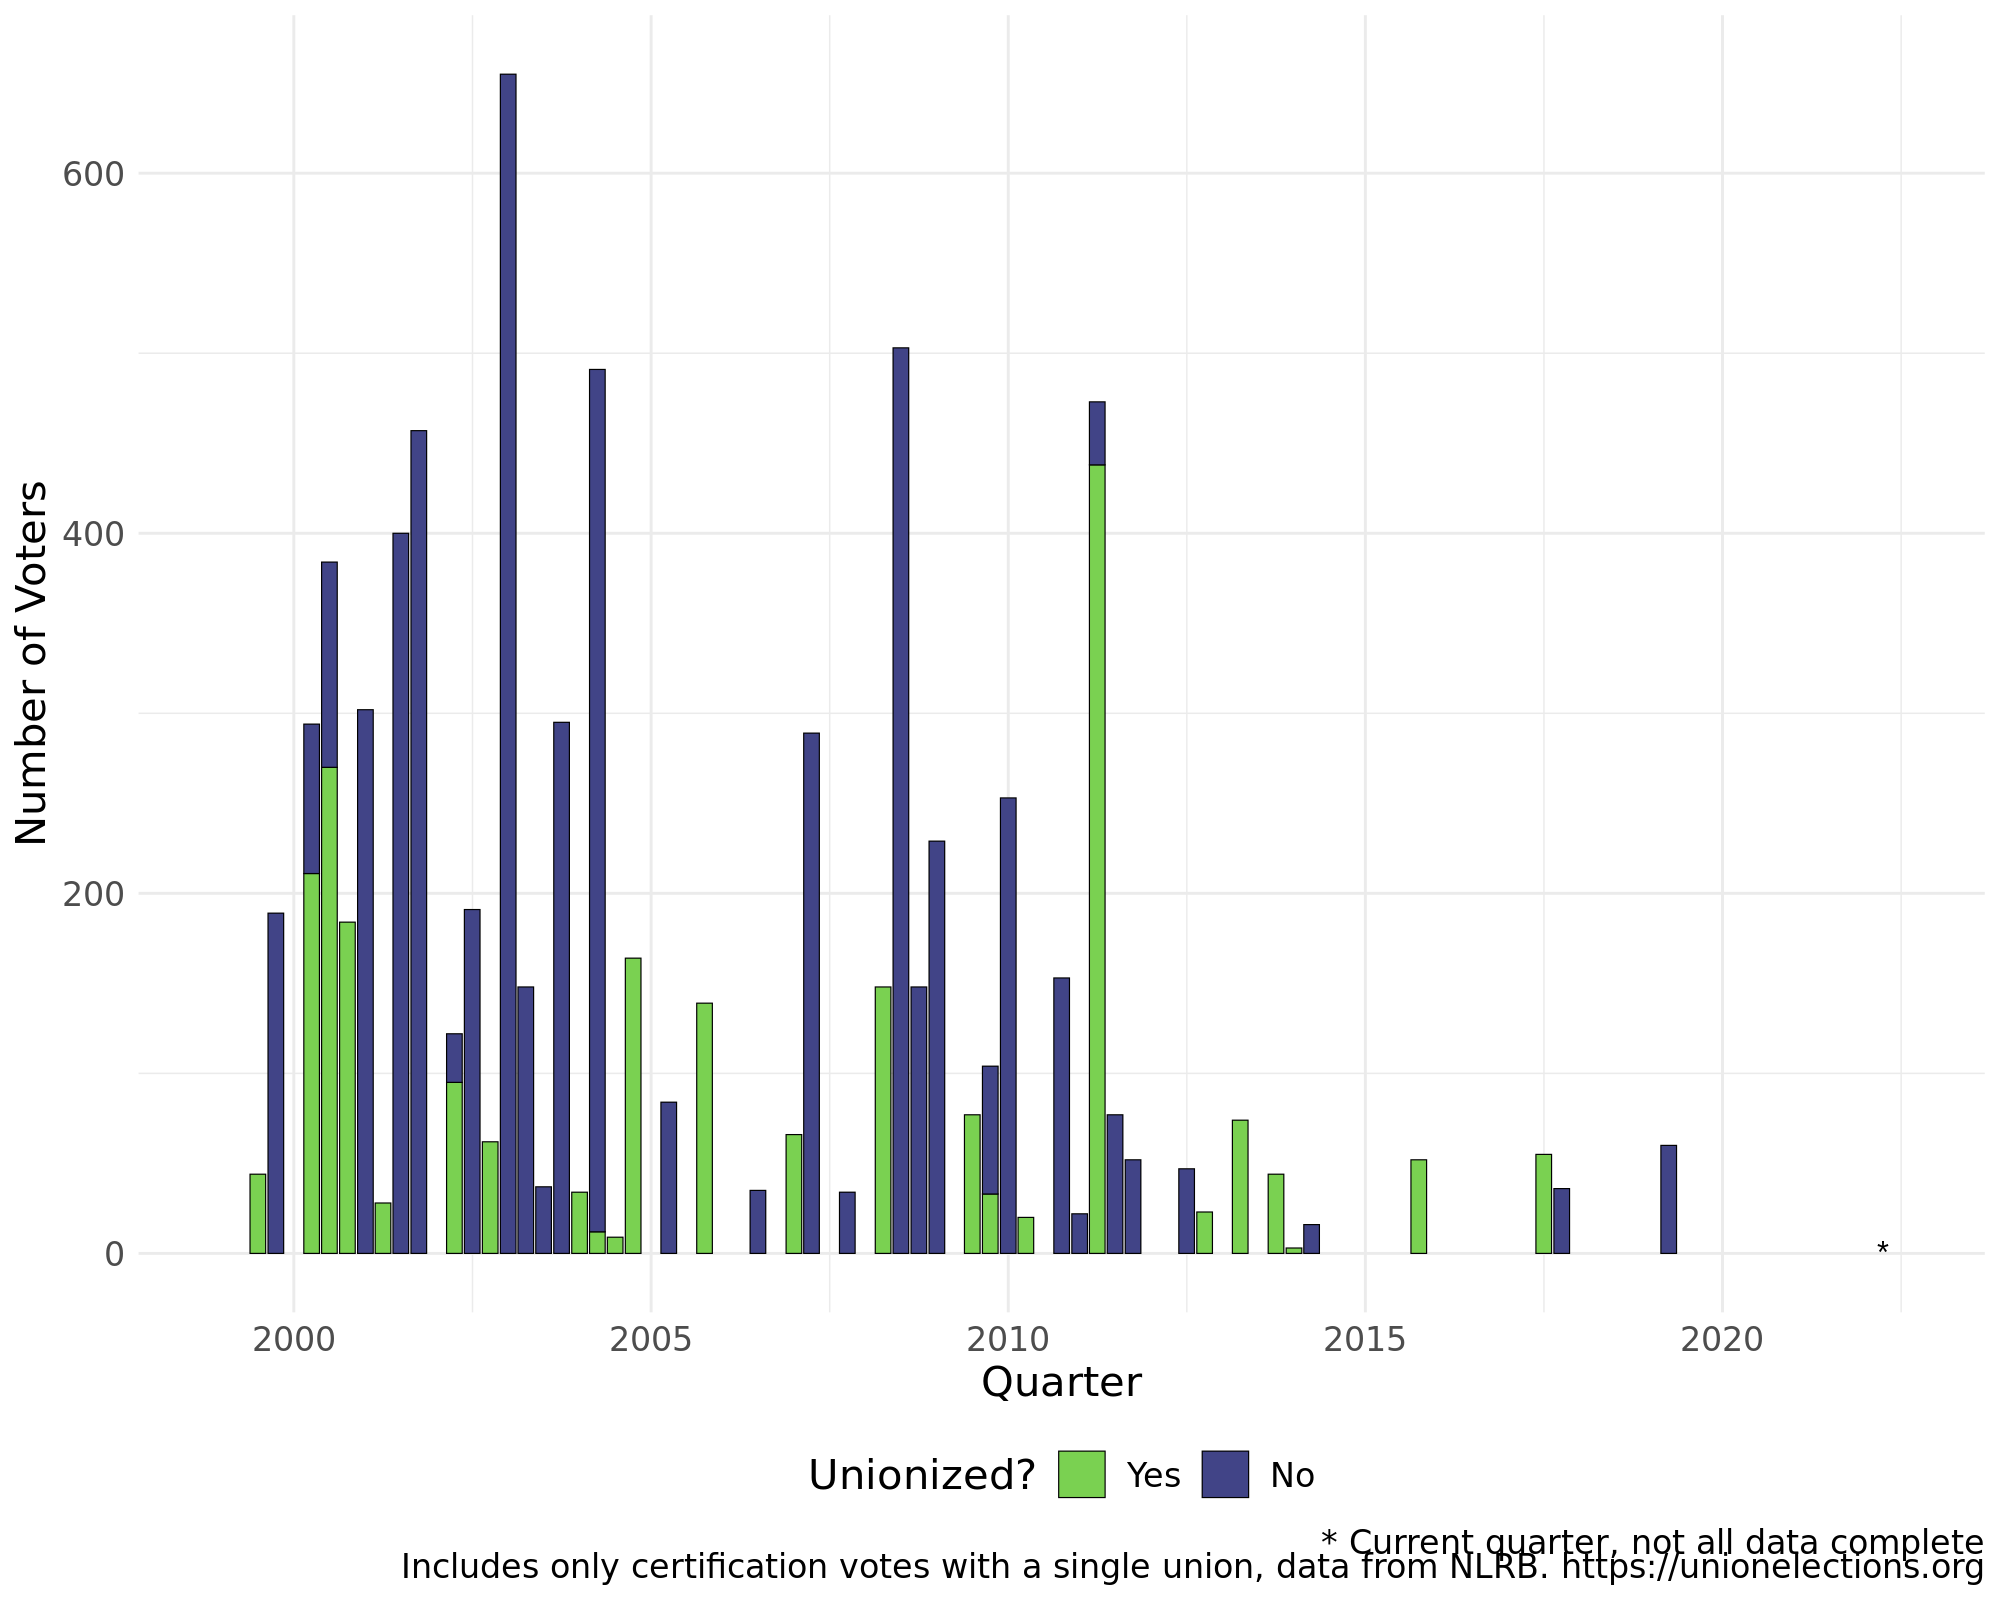 Number of Voters
600
400
200
0
*
2000 2005 2010 2015 2020
Quarter
Unionized? Yes No
* Current quarter, not all data complete
Includes only certification votes with a single union, data from NLRB. https://unionelections.org